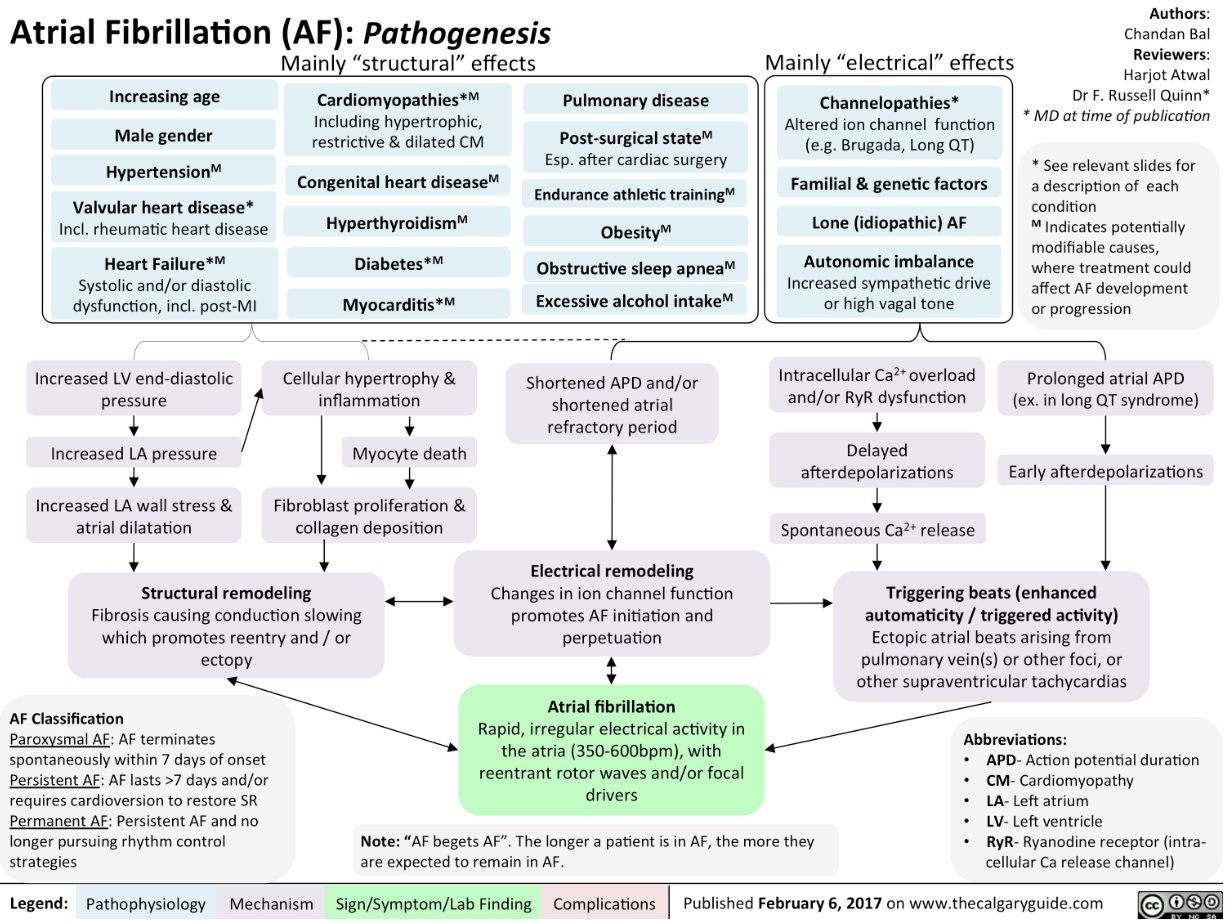 Atrial Fibrillation (AF): Pathogenesis
Authors:
Chandan Bal
Reviewers:
Harjot Atwal
Dr F. Russell Quinn*
* MD at time of publication
Mainly “structural” effects
Increasing age
Male gender
Hypertensionᴹ
Valvular heart disease*
Incl. rheumatic heart disease
Heart Failure*ᴹ
Systolic and/or diastolic
dysfunction, incl. post-MI
Cardiomyopathies*ᴹ
Including hypertrophic,
restrictive & dilated CM
Congenital heart diseaseᴹ
Hyperthyroidismᴹ
Diabetes*ᴹ
Myocarditis*ᴹ
Pulmonary disease
Post-surgical stateᴹ
Esp. after cardiac surgery
Endurance athletic trainingᴹ
Obesityᴹ
Obstructive sleep apneaᴹ
Excessive alcohol intakeᴹ
Mainly “electrical” effects
Channelopathies*
Altered ion channel function
(e.g. Brugada, Long QT)
Familial & genetic factors
Lone (idiopathic) AF
Autonomic imbalance
Increased sympathetic drive
or high vagal tone
* See relevant slides for
a description of each
condition
ᴹ Indicates potentially
modifiable causes,
where treatment could
affect AF development
or progression
Increased LV end-diastolic
pressure
Increased LA pressure
Increased LA wall stress &
atrial dilatation
Cellular hypertrophy &
inflammation
Myocyte death
Fibroblast proliferation &
collagen deposition
Shortened APD and/or
shortened atrial
refractory period
Intracellular Ca²⁺ overload
and/or RyR dysfunction
Delayed
afterdepolarizations
Spontaneous Ca²⁺ release
Prolonged atrial APD
(ex. in long QT syndrome)
Early afterdepolarizations
Structural remodeling
Fibrosis causing conduction slowing
which promotes reentry and / or
ectopy
Electrical remodeling
Changes in ion channel function
promotes AF initiation and
perpetuation
Triggering beats (enhanced
automaticity / triggered activity)
Ectopic atrial beats arising from
pulmonary vein(s) or other foci, or
other supraventricular tachycardias
Atrial fibrillation
Rapid, irregular electrical activity in
the atria (350-600bpm), with
reentrant rotor waves and/or focal
drivers
AF Classification
Paroxysmal AF: AF terminates
spontaneously within 7 days of onset
Persistent AF: AF lasts >7 days and/or
requires cardioversion to restore SR
Permanent AF: Persistent AF and no
longer pursuing rhythm control
strategies
Note: “AF begets AF”. The longer a patient is in AF, the more they
are expected to remain in AF.
Abbreviations:
• APD- Action potential duration
• CM- Cardiomyopathy
• LA- Left atrium
• LV- Left ventricle
• RyR- Ryanodine receptor (intra-
cellular Ca release channel)
Legend: Pathophysiology Mechanism Sign/Symptom/Lab Finding Complications Published February 6, 2017 on www.thecalgaryguide.com
cc
BY NC SA